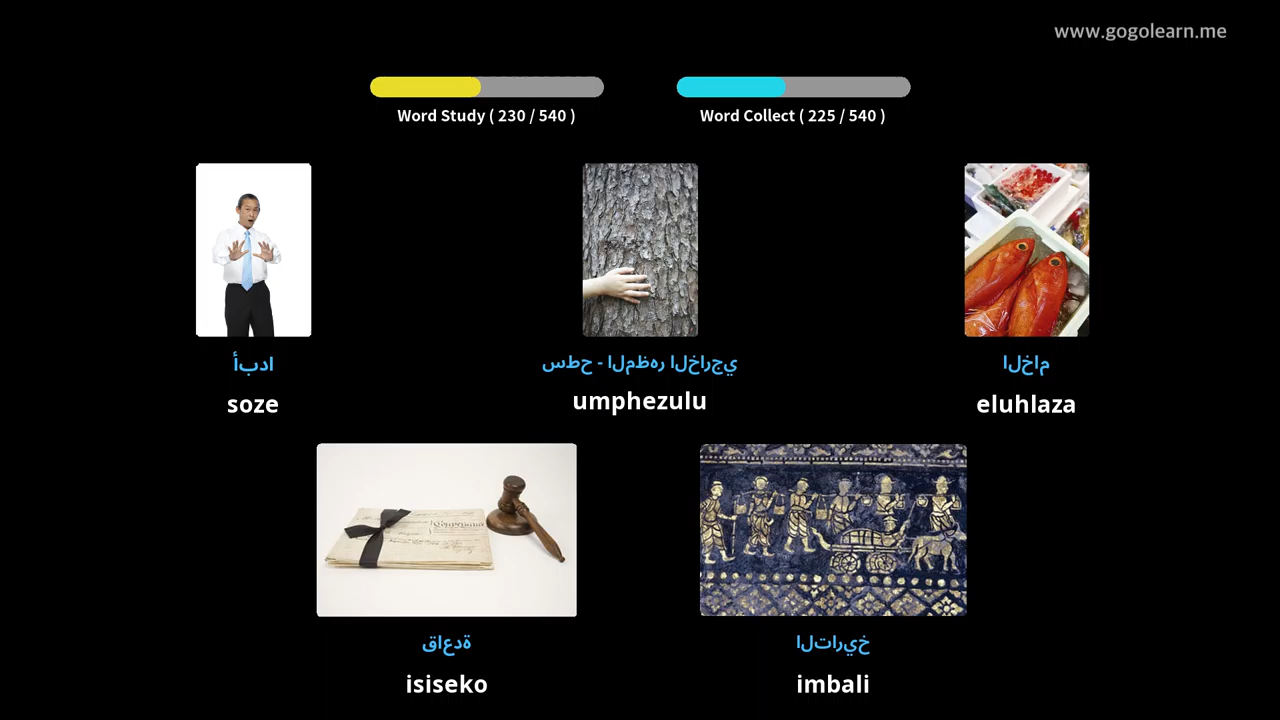 www.gogolearn.me
Word Study ( 230 / 540 )
Word Collect ( 225 / 540 )
أبدا
soze
سطح - المظهر الخارجي
umphezulu
الخام
eluhlaza
قاعدة
isiseko
التاريخ
imbali